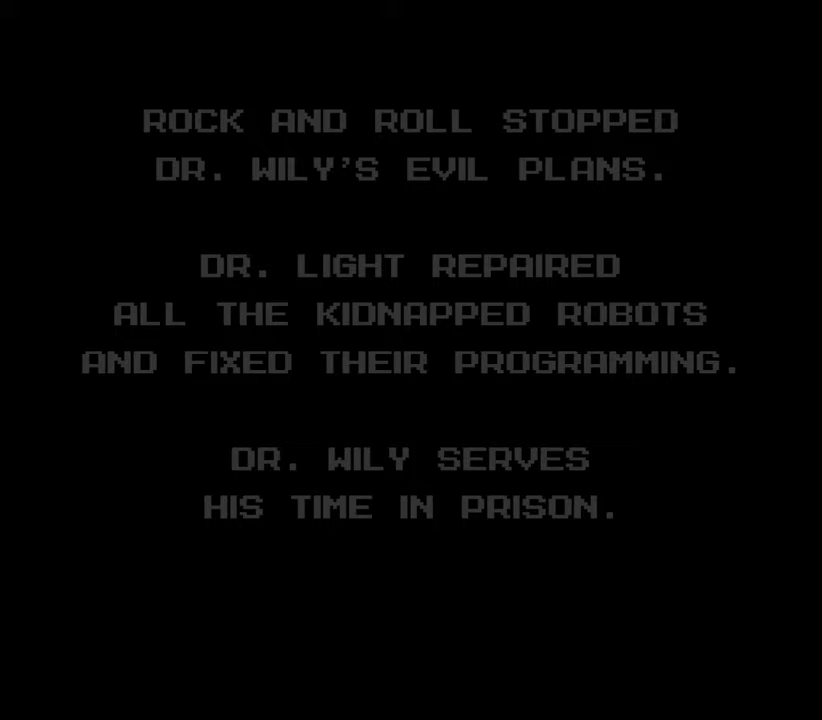 ROCK AND ROLL STOPPED
DR. WILY'S EVIL PLANS.
DR. LIGHT REPAIRED
ALL THE KIDNAPPED ROBOTS
AND FIXED THEIR PROGRAMMING.
DR. WILY SERVES
HIS TIME IN PRISON.